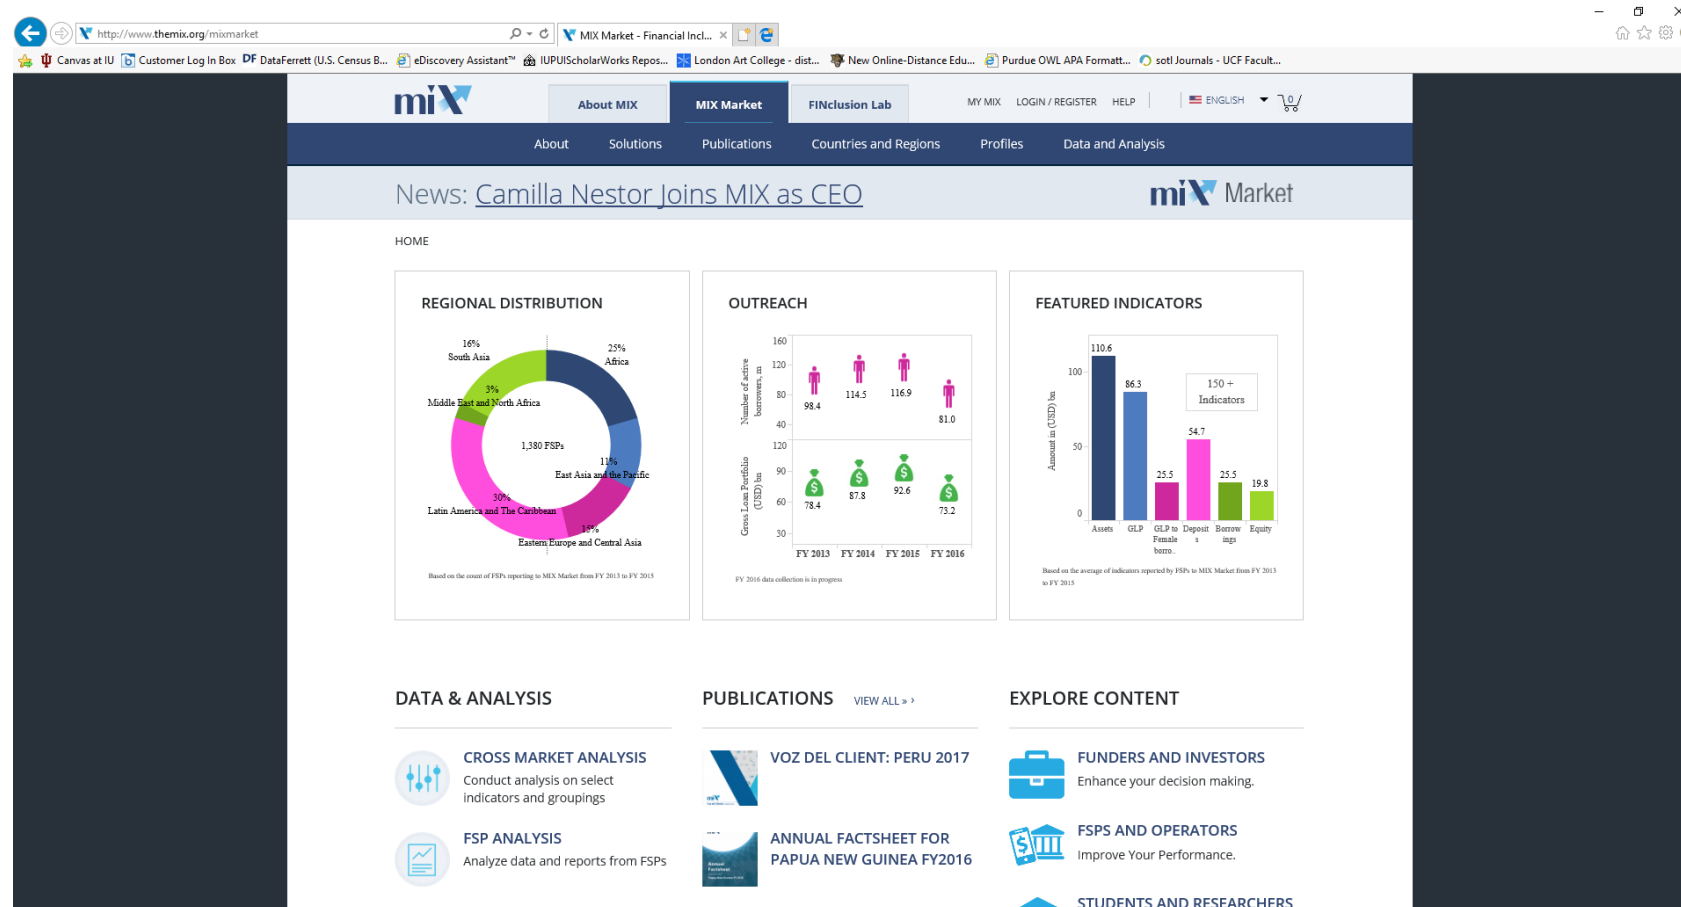 http://www.themix.org/mixmarket
MIX Market - Financial Incl...
Canvas at IU
Customer Log In Box
DF DataFerrett (U.S. Census B...
eDiscovery Assistant™
IUPUIScholarWorks Repos...
London Art College - dist...
New Online-Distance Edu...
Purdue OWL APA Formatt...
sotl Journals - UCF Facult...
mix
About MIX
MIX Market
FINclusion Lab
MY MIX
LOGIN / REGISTER
HELP
ENGLISH
0
About
Solutions
Publications
Countries and Regions
Profiles
Data and Analysis
News: Camilla Nestor Joins MIX as CEO
mix Market
HOME
REGIONAL DISTRIBUTION
16%
South Asia
25%
Africa
3%
Middle East and North Africa
1,380 FSPs
11%
East Asia and the Pacific
30%
Latin America and The Caribbean
15%
Eastern Europe and Central Asia
Based on the count of FSPs reporting to MIX Market from FY 2013 to FY 2015
OUTREACH
Number of active
borrowers, m
160
120
80
40
98.4
114.5
116.9
81.0
Gross Loan Portfolio
(USD) bn
120
90
60
30
78.4
87.8
92.6
73.2
FY 2013
FY 2014
FY 2015
FY 2016
FY 2016 data collection is in progress
FEATURED INDICATORS
Amount in (USD) bn
100
50
0
110.6
86.3
25.5
54.7
25.5
19.8
150 +
Indicators
Assets
GLP
GLP to
Female
borro..
Deposit
s
Borrow
ings
Equity
Based on the average of indicators reported by FSPs to MIX Market from FY 2013
to FY 2015
DATA & ANALYSIS
CROSS MARKET ANALYSIS
Conduct analysis on select
indicators and groupings
FSP ANALYSIS
Analyze data and reports from FSPs
PUBLICATIONS
VIEW ALL » ›
VOZ DEL CLIENT: PERU 2017
mix
Annual
Factsheet
ANNUAL FACTSHEET FOR
PAPUA NEW GUINEA FY2016
EXPLORE CONTENT
FUNDERS AND INVESTORS
Enhance your decision making.
FSPS AND OPERATORS
Improve Your Performance.
STUDENTS AND RESEARCHERS